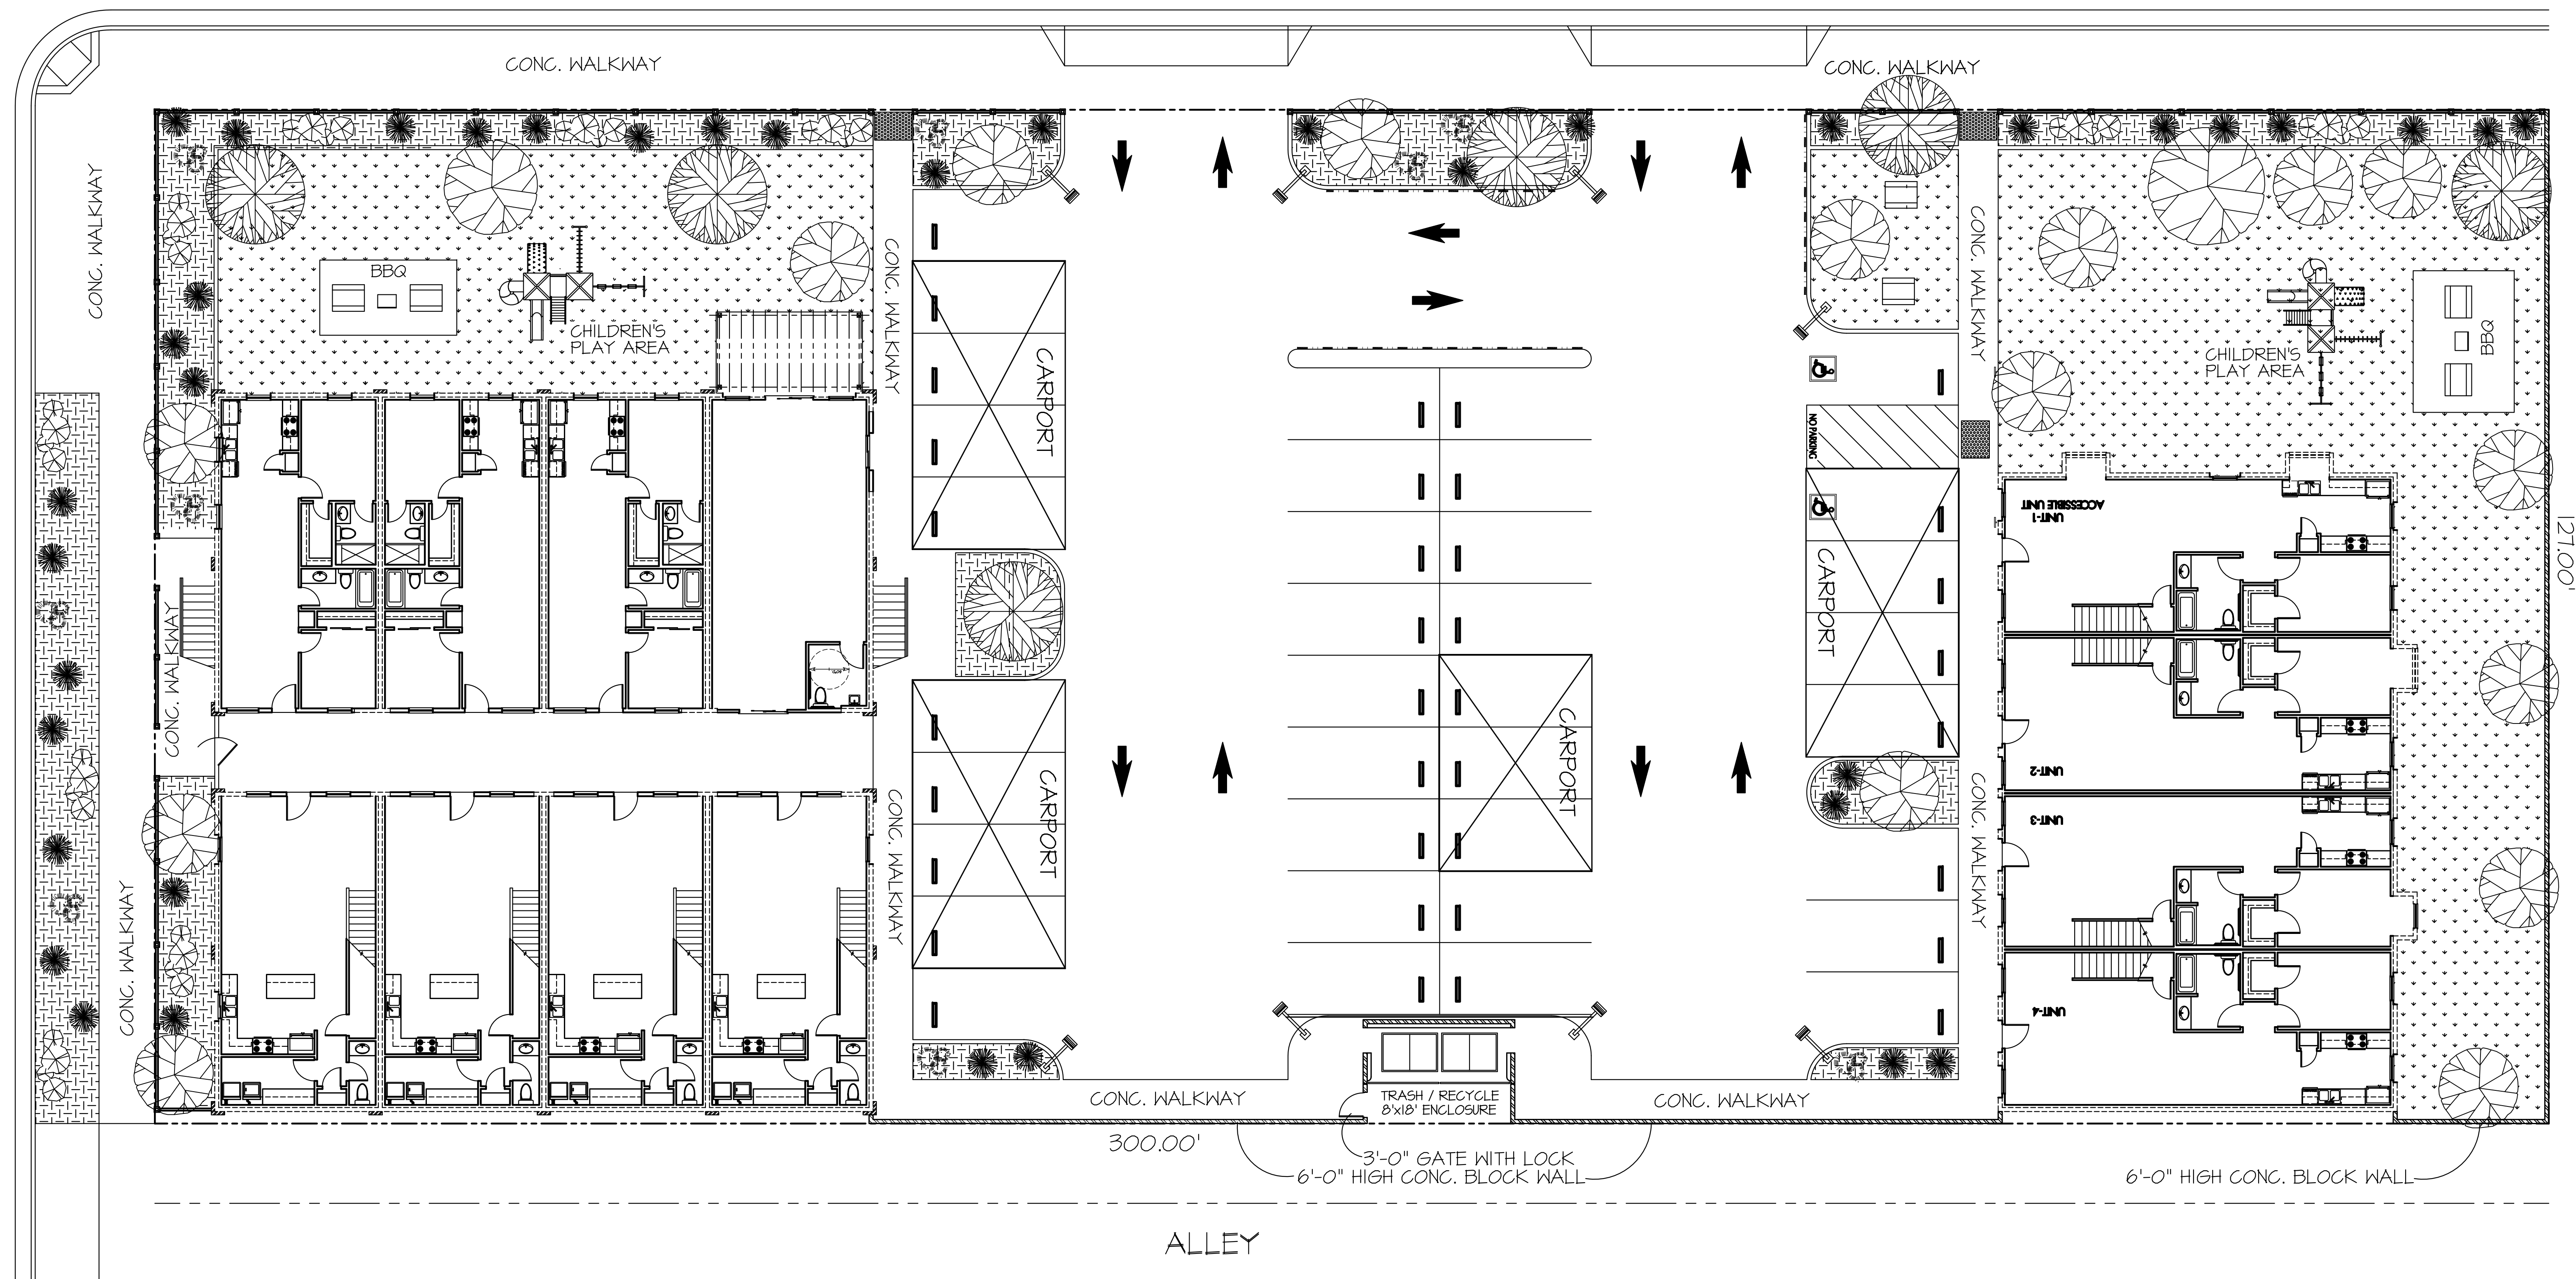 CONC. WALKWAY
CONC. WALKWAY
CONC. WALKWAY
CONC. WALKWAY
CONC. WALKWAY
BBQ
CHILDREN'S
PLAY AREA
CARPORT
NO PARKING
CHILDREN'S
PLAY AREA
BBQ
UNIT-1
ACCESSIBLE UNIT
127.00'
CARPORT
CONC. WALKWAY
CARPORT
CARPORT
UNIT-2
CONC. WALKWAY
CONC. WALKWAY
CONC. WALKWAY
UNIT-3
UNIT-4
CONC. WALKWAY
TRASH / RECYCLE
8'x18' ENCLOSURE
CONC. WALKWAY
300.00'
3'-0" GATE WITH LOCK
6'-0" HIGH CONC. BLOCK WALL
6'-0" HIGH CONC. BLOCK WALL
ALLEY